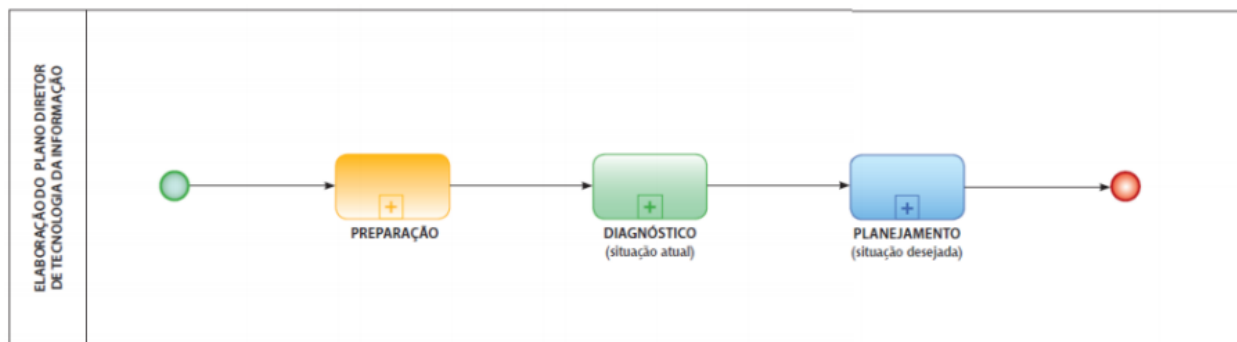 ELABORAÇÃO DO PLANO DIRETOR
DE TECNOLOGIA DA INFORMAÇÃO
PREPARAÇÃO
DIAGNÓSTICO
(situação atual)
PLANEJAMENTO
(situação desejada)